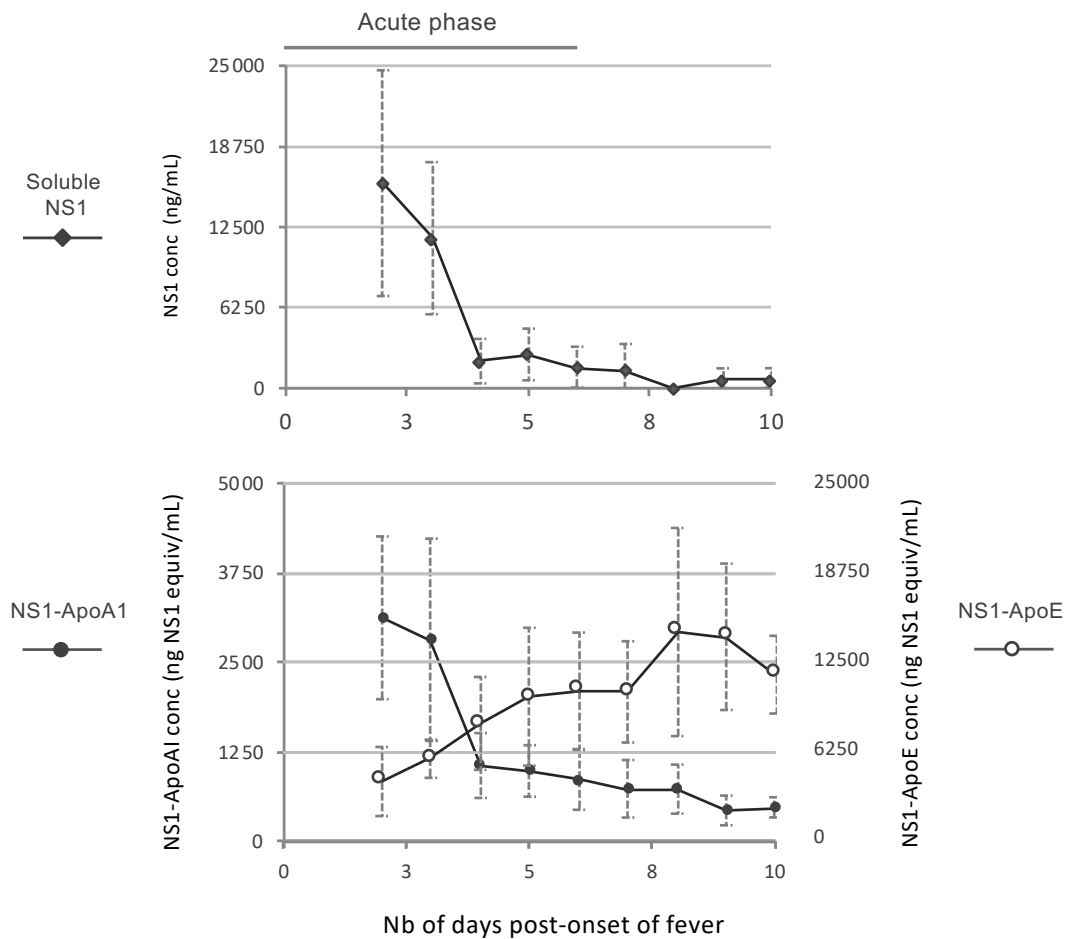 Acute phase
25 000
18 750
12 500
6 250
0
NS1 conc (ng/mL)
Soluble
NS1
0
3
5
8
10
5000
3750
2500
1250
0
NS1-ApoAI conc (ng NS1 equiv/mL)
NS1-ApoA1
25000
18750
12500
6250
0
NS1-ApoE conc (ng NS1 equiv/mL)
NS1-ApoE
0
3
5
8
10
Nb of days post-onset of fever